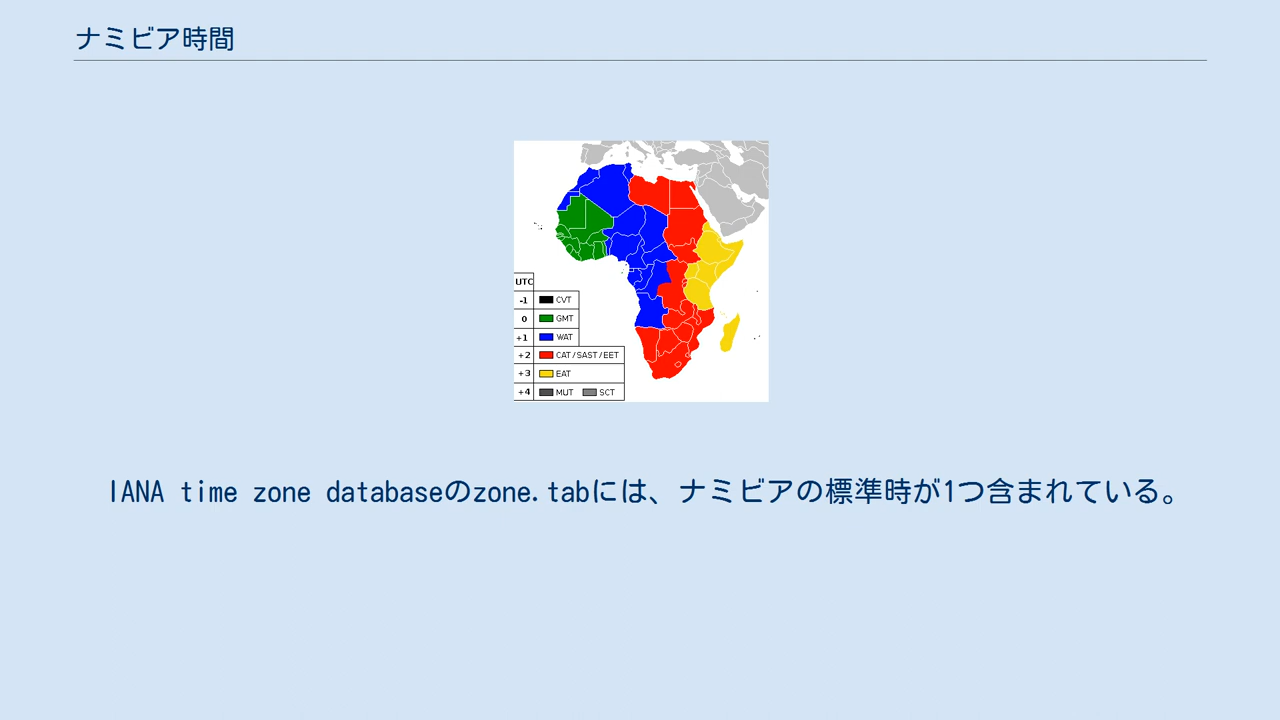 ナミビア時間
UTC
-1 CVT
0 GMT
+1 WAT
+2 CAT/SAST/EET
+3 EAT
+4 MUT SCT
IANA time zone databaseのzone.tabには、ナミビアの標準時が1つ含まれている。